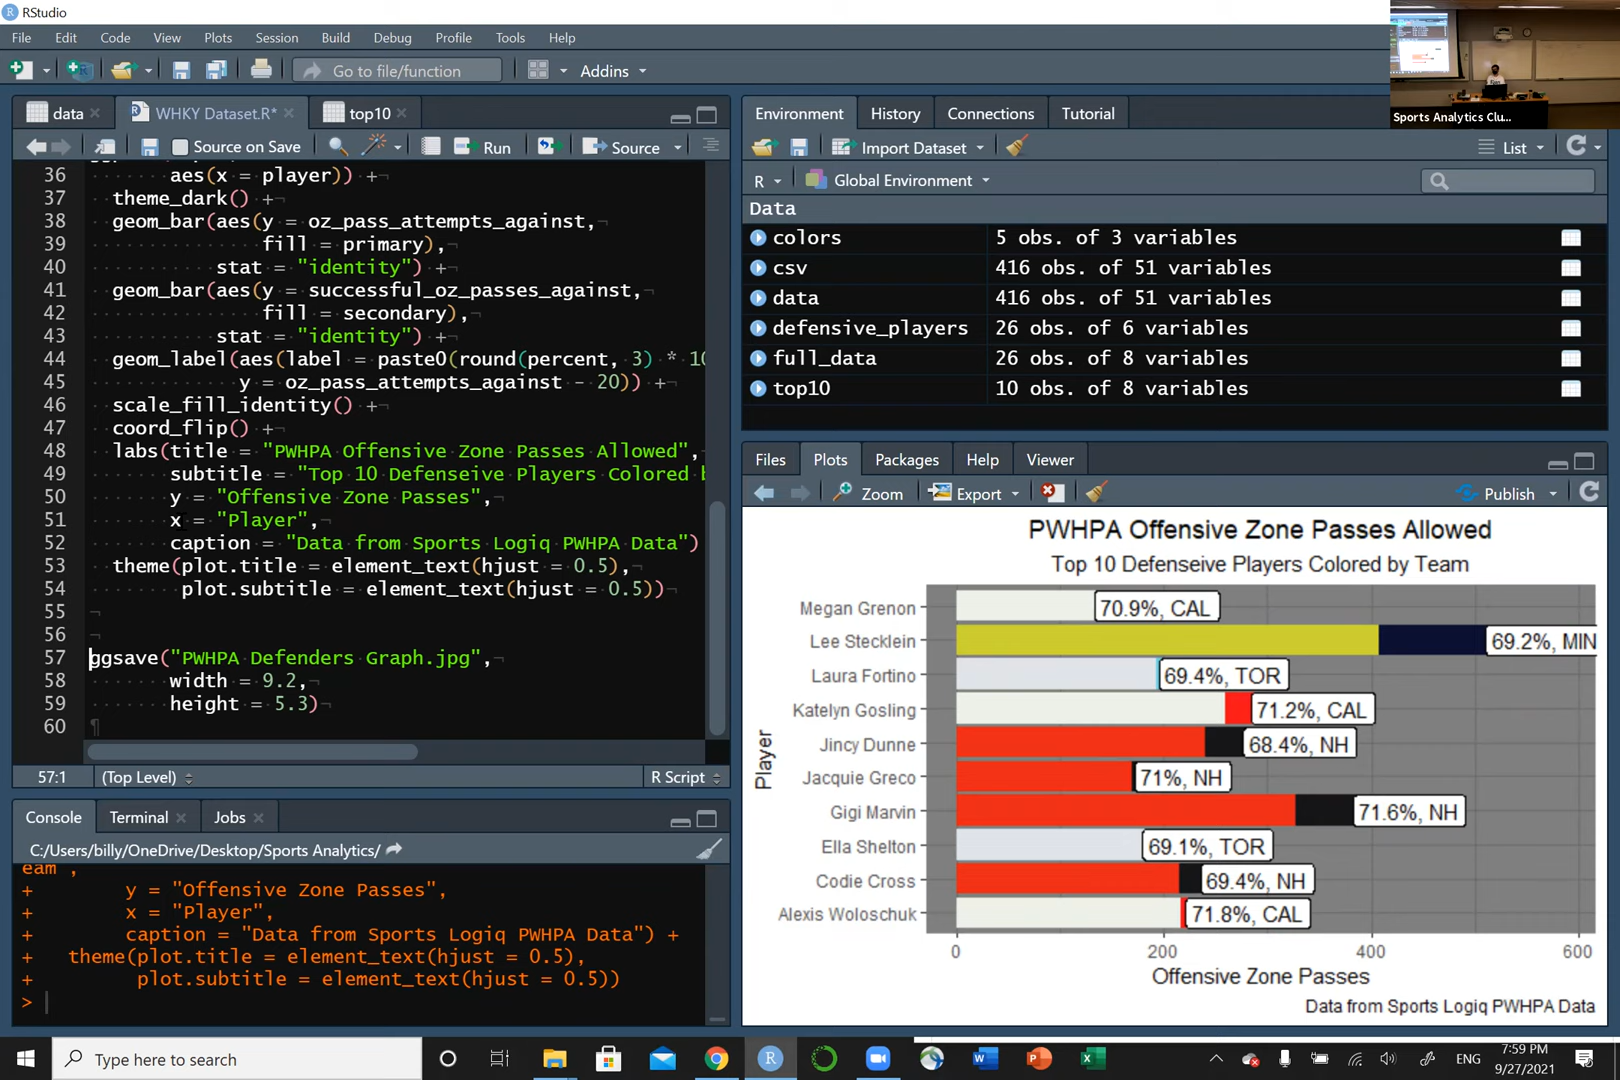 RStudio
File Edit Code View Plots Session Build Debug Profile Tools Help
Go to file/function Addins
Sports Analytics Clu...
data WHKY Dataset.R* top10
Source on Save Run Source
36 aes(x = player)) +
37 theme_dark() +
38 geom_bar(aes(y = oz_pass_attempts_against,
39 fill = primary),
40 stat = "identity") +
41 geom_bar(aes(y = successful_oz_passes_against,
42 fill = secondary),
43 stat = "identity") +
44 geom_label(aes(label = paste0(round(percent, 3) * 10
45 y = oz_pass_attempts_against - 20)) +
46 scale_fill_identity() +
47 coord_flip() +
48 labs(title = "PWHPA Offensive Zone Passes Allowed",
49 subtitle = "Top 10 Defenseive Players Colored b
50 y = "Offensive Zone Passes",
51 x = "Player",
52 caption = "Data from Sports Logiq PWHPA Data")
53 theme(plot.title = element_text(hjust = 0.5),
54 plot.subtitle = element_text(hjust = 0.5))
55
56
57 ggsave("PWHPA Defenders Graph.jpg",
58 width = 9.2,
59 height = 5.3)
60
57:1 (Top Level) R Script
Console Terminal Jobs
C:/Users/billy/OneDrive/Desktop/Sports Analytics/
eam",
+ y = "Offensive Zone Passes",
+ x = "Player",
+ caption = "Data from Sports Logiq PWHPA Data") +
+ theme(plot.title = element_text(hjust = 0.5),
+ plot.subtitle = element_text(hjust = 0.5))
>
Environment History Connections Tutorial
Import Dataset List
R Global Environment
Data
colors 5 obs. of 3 variables
csv 416 obs. of 51 variables
data 416 obs. of 51 variables
defensive_players 26 obs. of 6 variables
full_data 26 obs. of 8 variables
top10 10 obs. of 8 variables
Files Plots Packages Help Viewer
Zoom Export Publish
PWHPA Offensive Zone Passes Allowed
Top 10 Defenseive Players Colored by Team
Player
Megan Grenon 70.9%, CAL
Lee Stecklein 69.2%, MIN
Laura Fortino 69.4%, TOR
Katelyn Gosling 71.2%, CAL
Jincy Dunne 68.4%, NH
Jacquie Greco 71%, NH
Gigi Marvin 71.6%, NH
Ella Shelton 69.1%, TOR
Codie Cross 69.4%, NH
Alexis Woloschuk 71.8%, CAL
0 200 400 600
Offensive Zone Passes
Data from Sports Logiq PWHPA Data
Type here to search
ENG
7:59 PM
9/27/2021